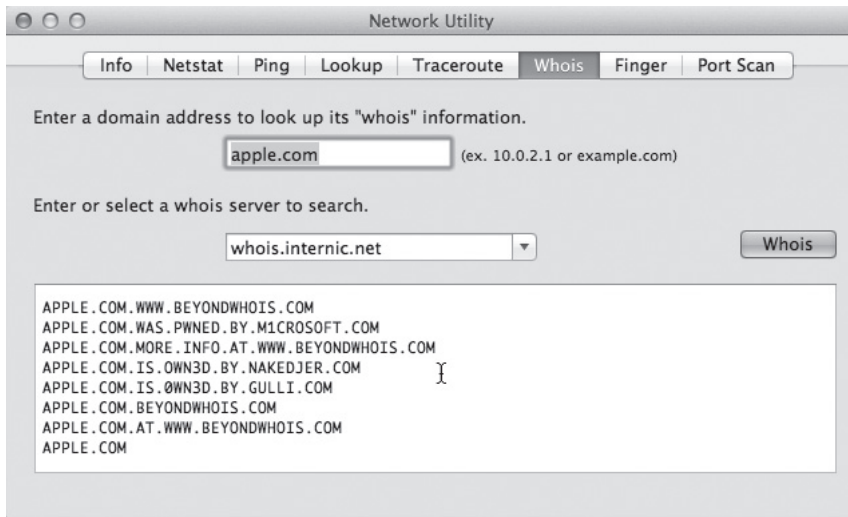 Network Utility
Info Netstat Ping Lookup Traceroute Whois Finger Port Scan
Enter a domain address to look up its "whois" information.
apple.com (ex. 10.0.2.1 or example.com)
Enter or select a whois server to search.
whois.internic.net Whois
APPLE.COM.WWW.BEYONDWHOIS.COM
APPLE.COM.WAS.PWNED.BY.M1CROSOFT.COM
APPLE.COM.MORE.INFO.AT.WWW.BEYONDWHOIS.COM
APPLE.COM.IS.OWN3D.BY.NAKEDJER.COM
APPLE.COM.IS.0WN3D.BY.GULLI.COM
APPLE.COM.BEYONDWHOIS.COM
APPLE.COM.AT.WWW.BEYONDWHOIS.COM
APPLE.COM